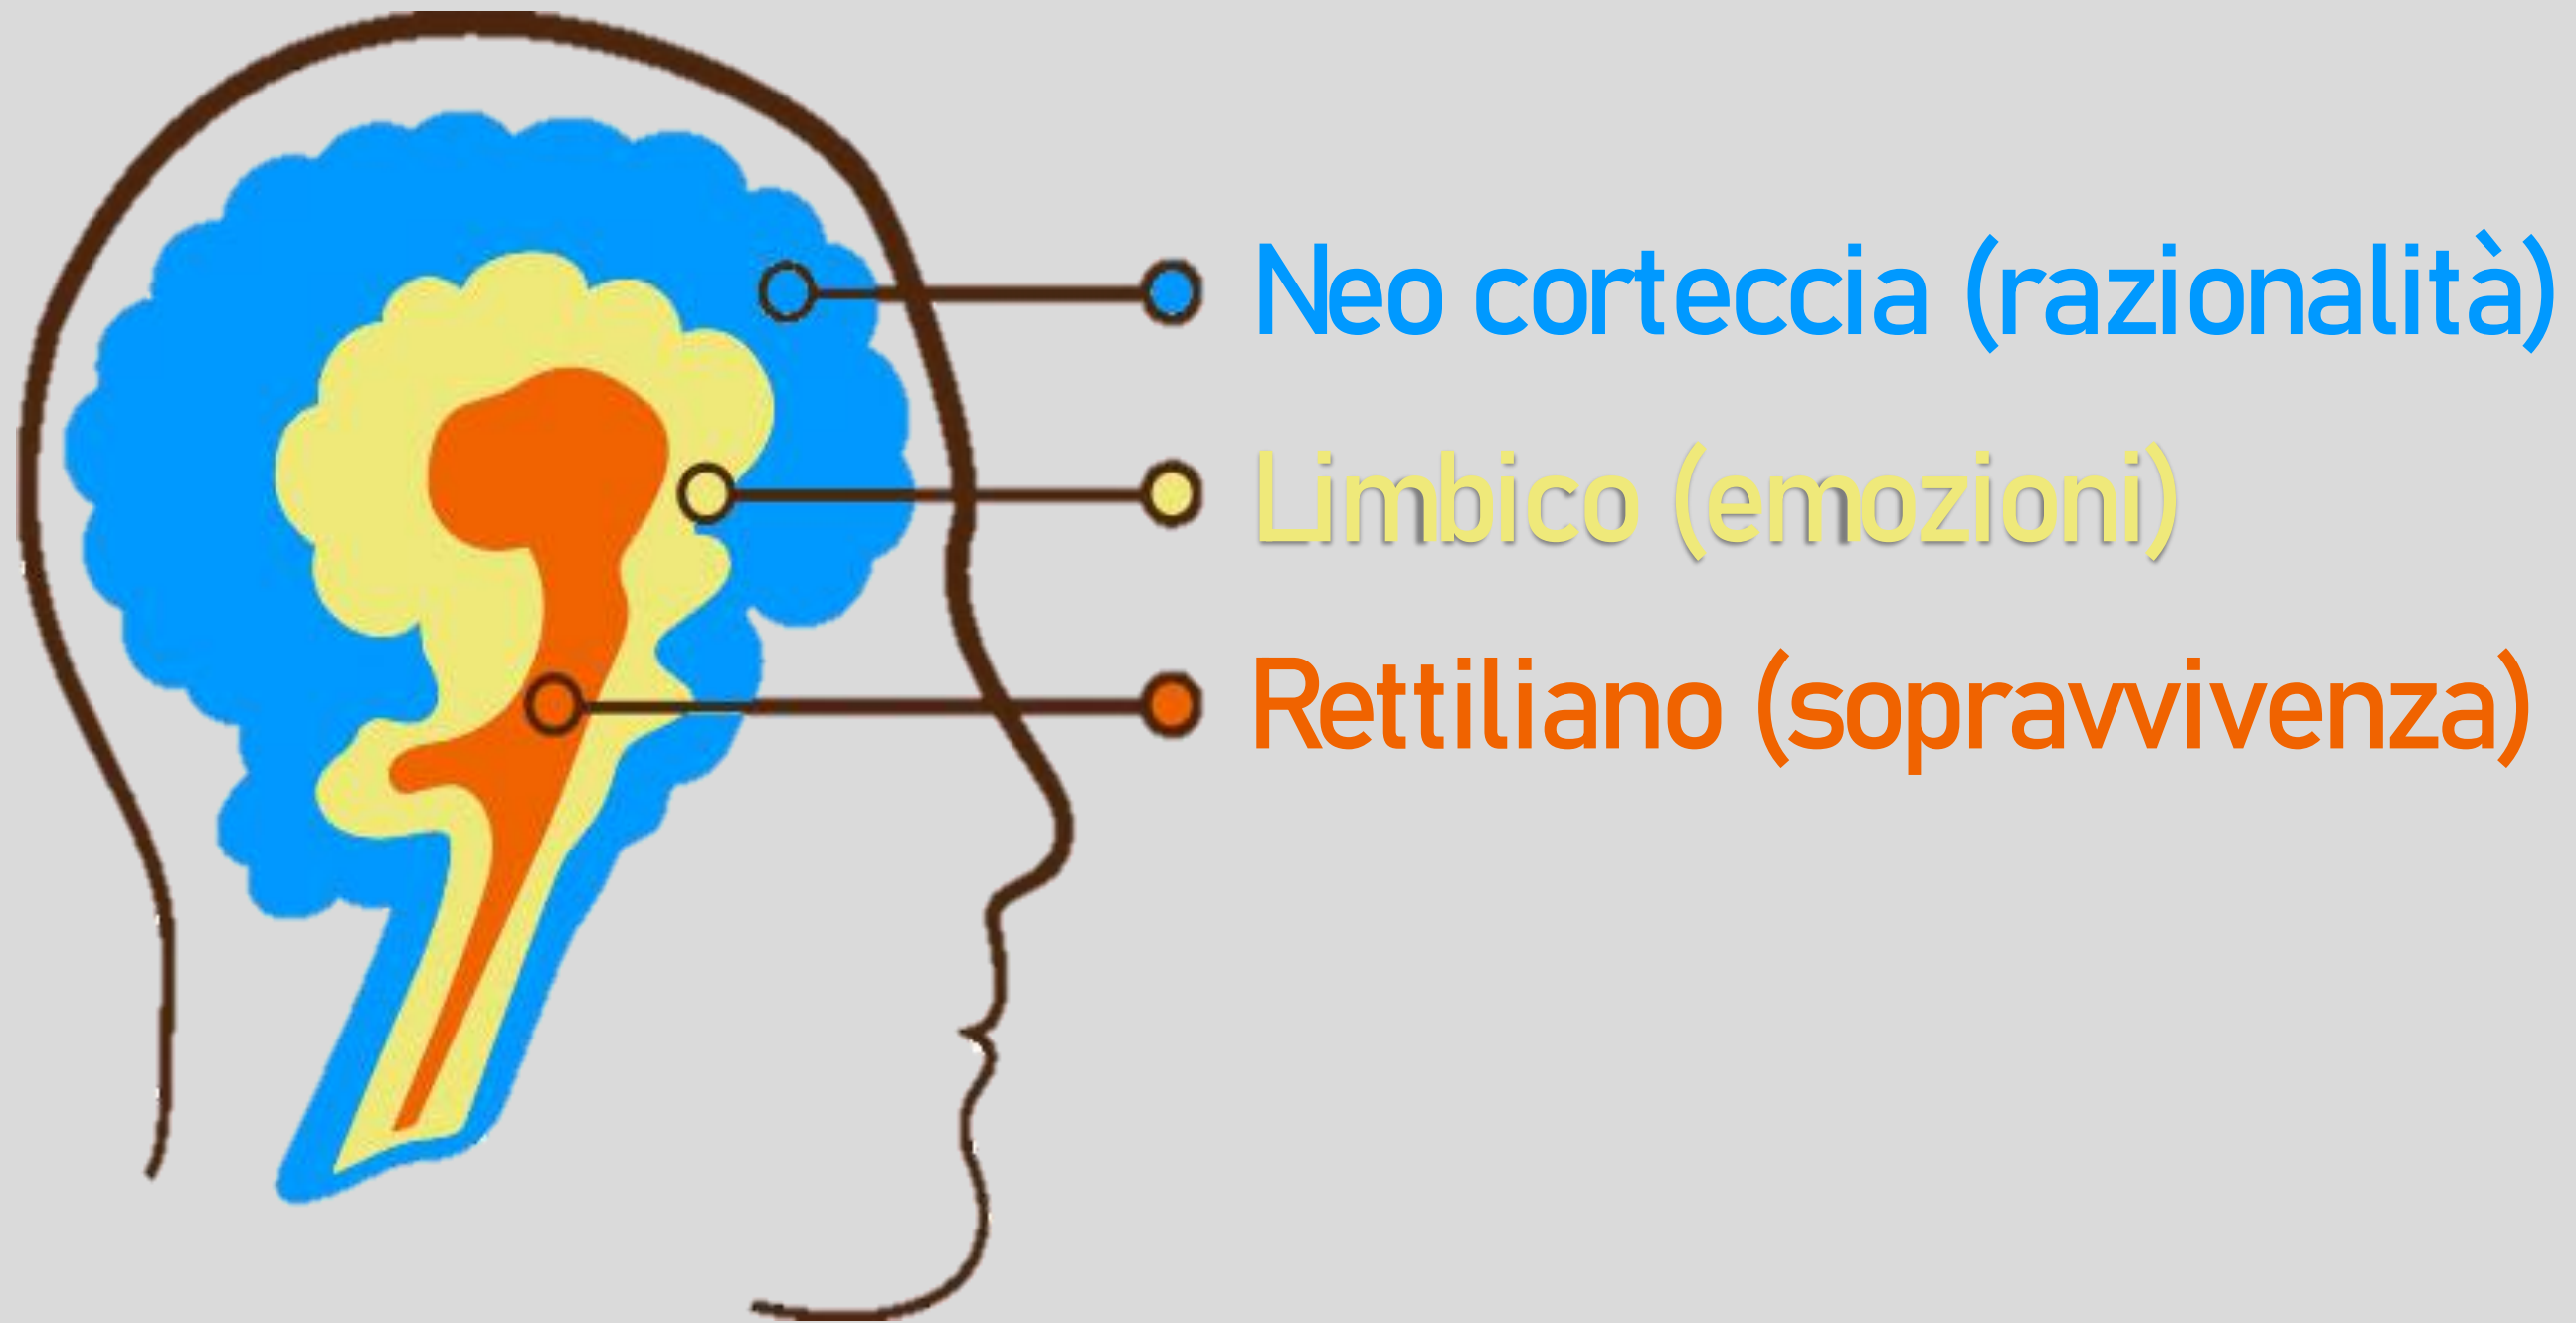 Neo corteccia (razionalità)
Limbico (emozioni)
Rettiliano (sopravvivenza)